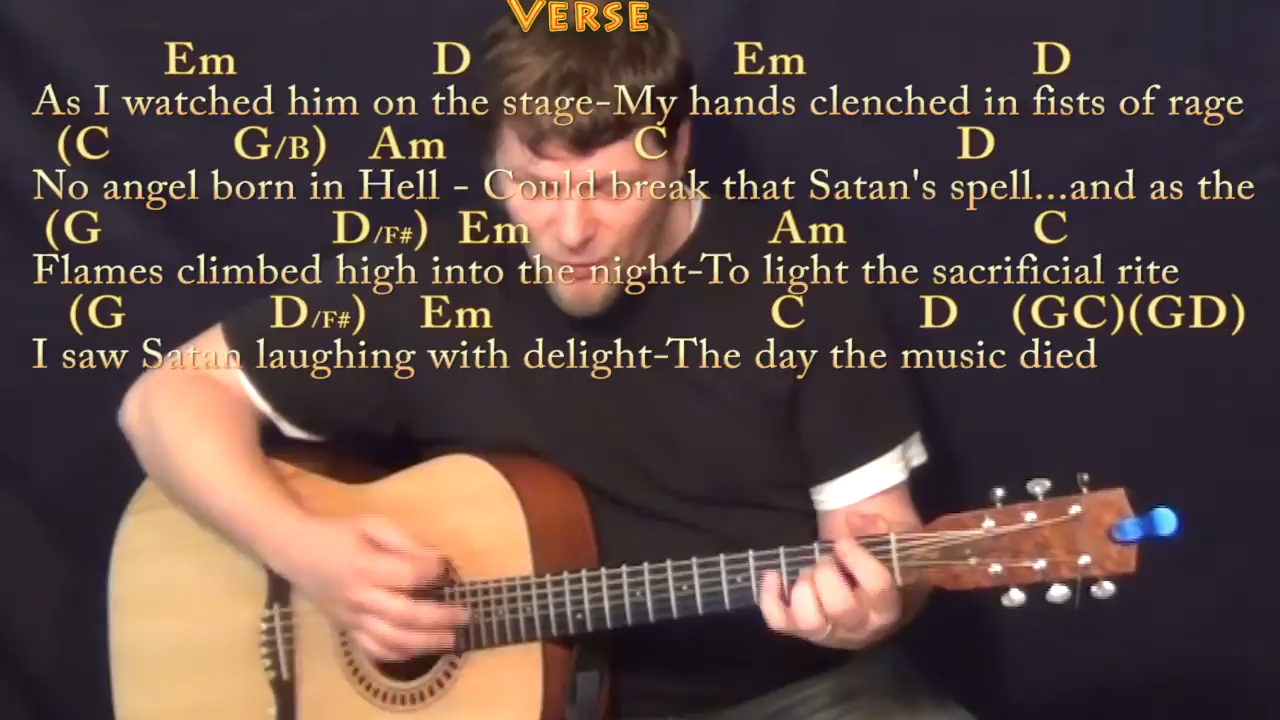 VERSE
Em D Em D
As I watched him on the stage-My hands clenched in fists of rage
(C G/B) Am C D
No angel born in Hell - Could break that Satan's spell...and as the
(G D/F#) Em Am C
Flames climbed high into the night-To light the sacrificial rite
(G D/F#) Em C D (GC)(GD)
I saw Satan laughing with delight-The day the music died